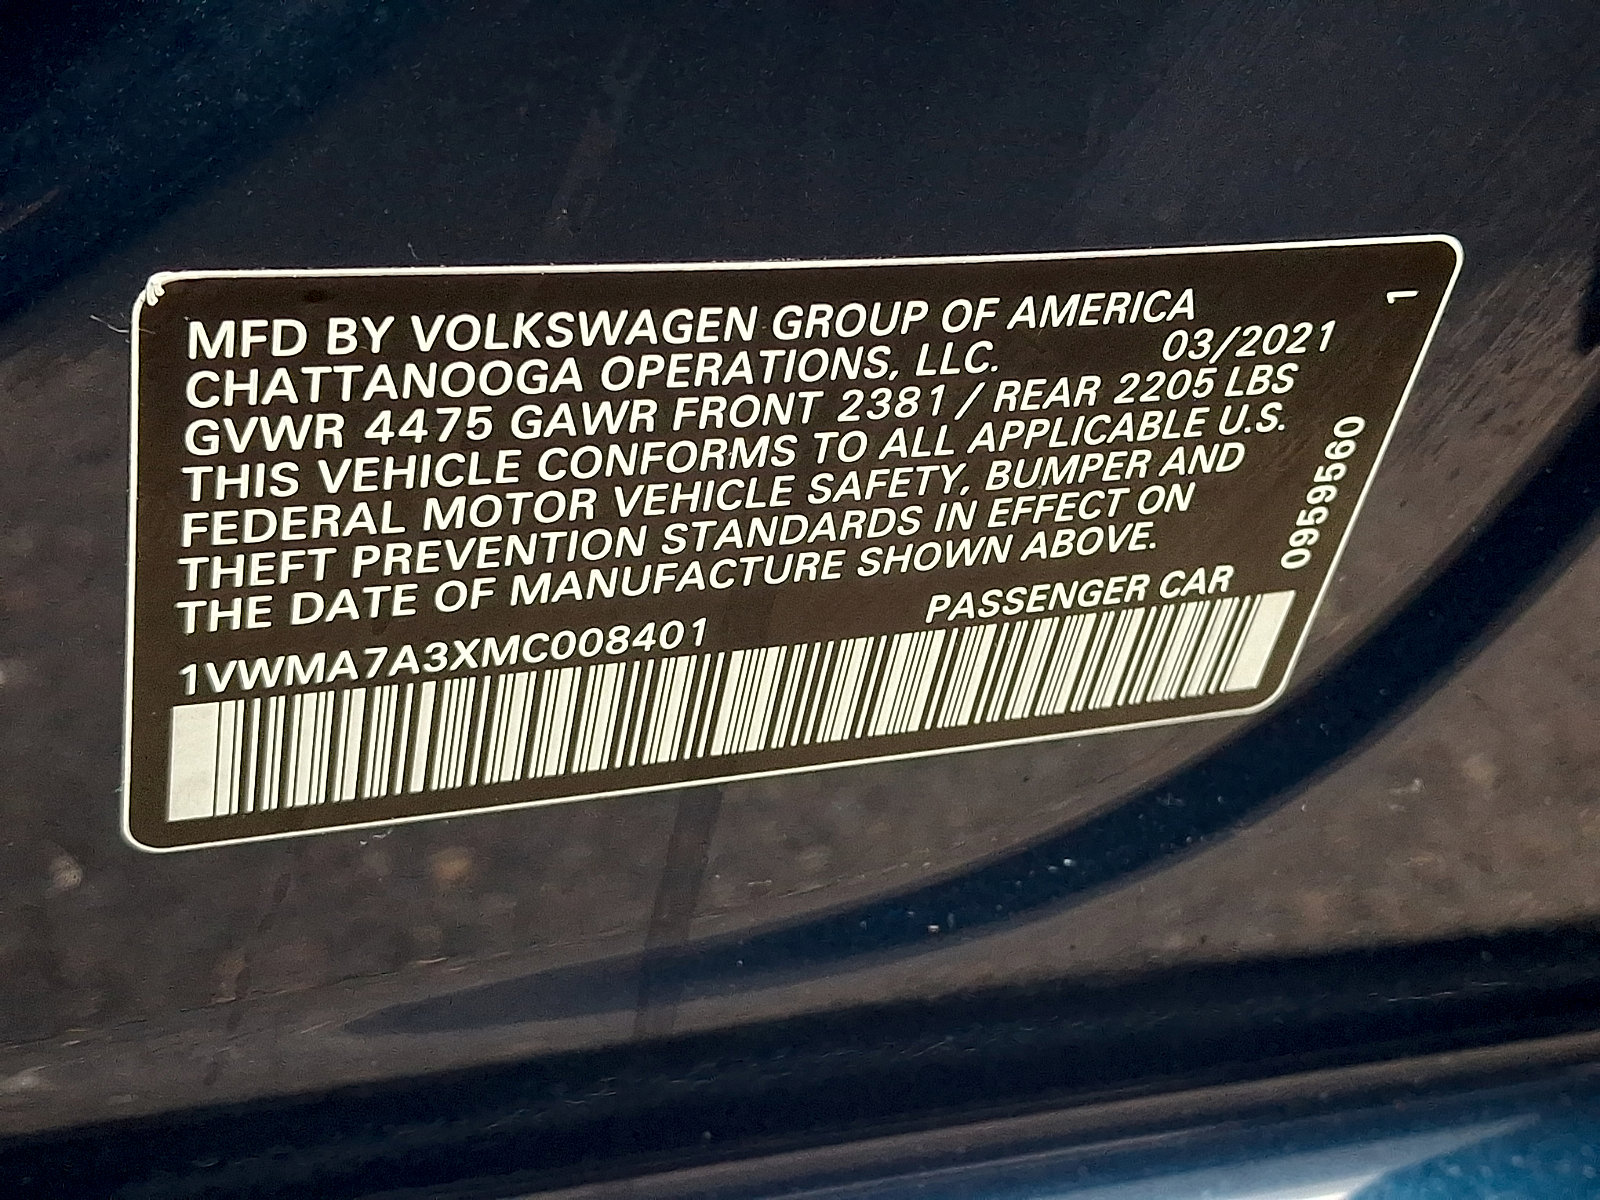 MFD BY VOLKSWAGEN GROUP OF AMERICA
CHATTANOOGA OPERATIONS, LLC. 03/2021
GVWR 4475 GAWR FRONT 2381 / REAR 2205 LBS
THIS VEHICLE CONFORMS TO ALL APPLICABLE U.S.
FEDERAL MOTOR VEHICLE SAFETY, BUMPER AND
THEFT PREVENTION STANDARDS IN EFFECT ON
THE DATE OF MANUFACTURE SHOWN ABOVE.
1VWMA7A3XMC008401 PASSENGER CAR
0959560
1